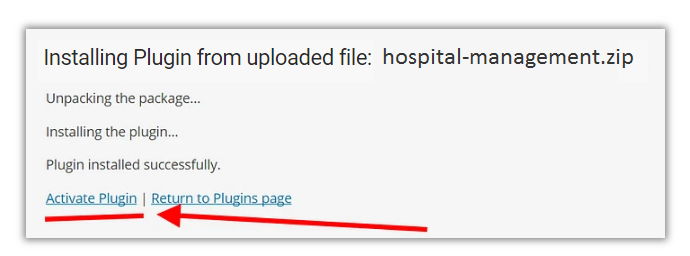 Installing Plugin from uploaded file: hospital-management.zip
Unpacking the package...
Installing the plugin...
Plugin installed successfully.
Activate Plugin | Return to Plugins page